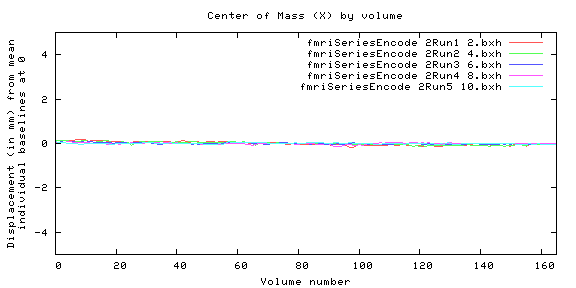 Center of Mass (X) by volume
fmriSeriesEncode 2Run1 2.bxh
fmriSeriesEncode 2Run2 4.bxh
fmriSeriesEncode 2Run3 6.bxh
fmriSeriesEncode 2Run4 8.bxh
fmriSeriesEncode 2Run5 10.bxh
Displacement (in mm) from mean
individual baselines at 0
4
2
0
-2
-4
0 20 40 60 80 100 120 140 160
Volume number